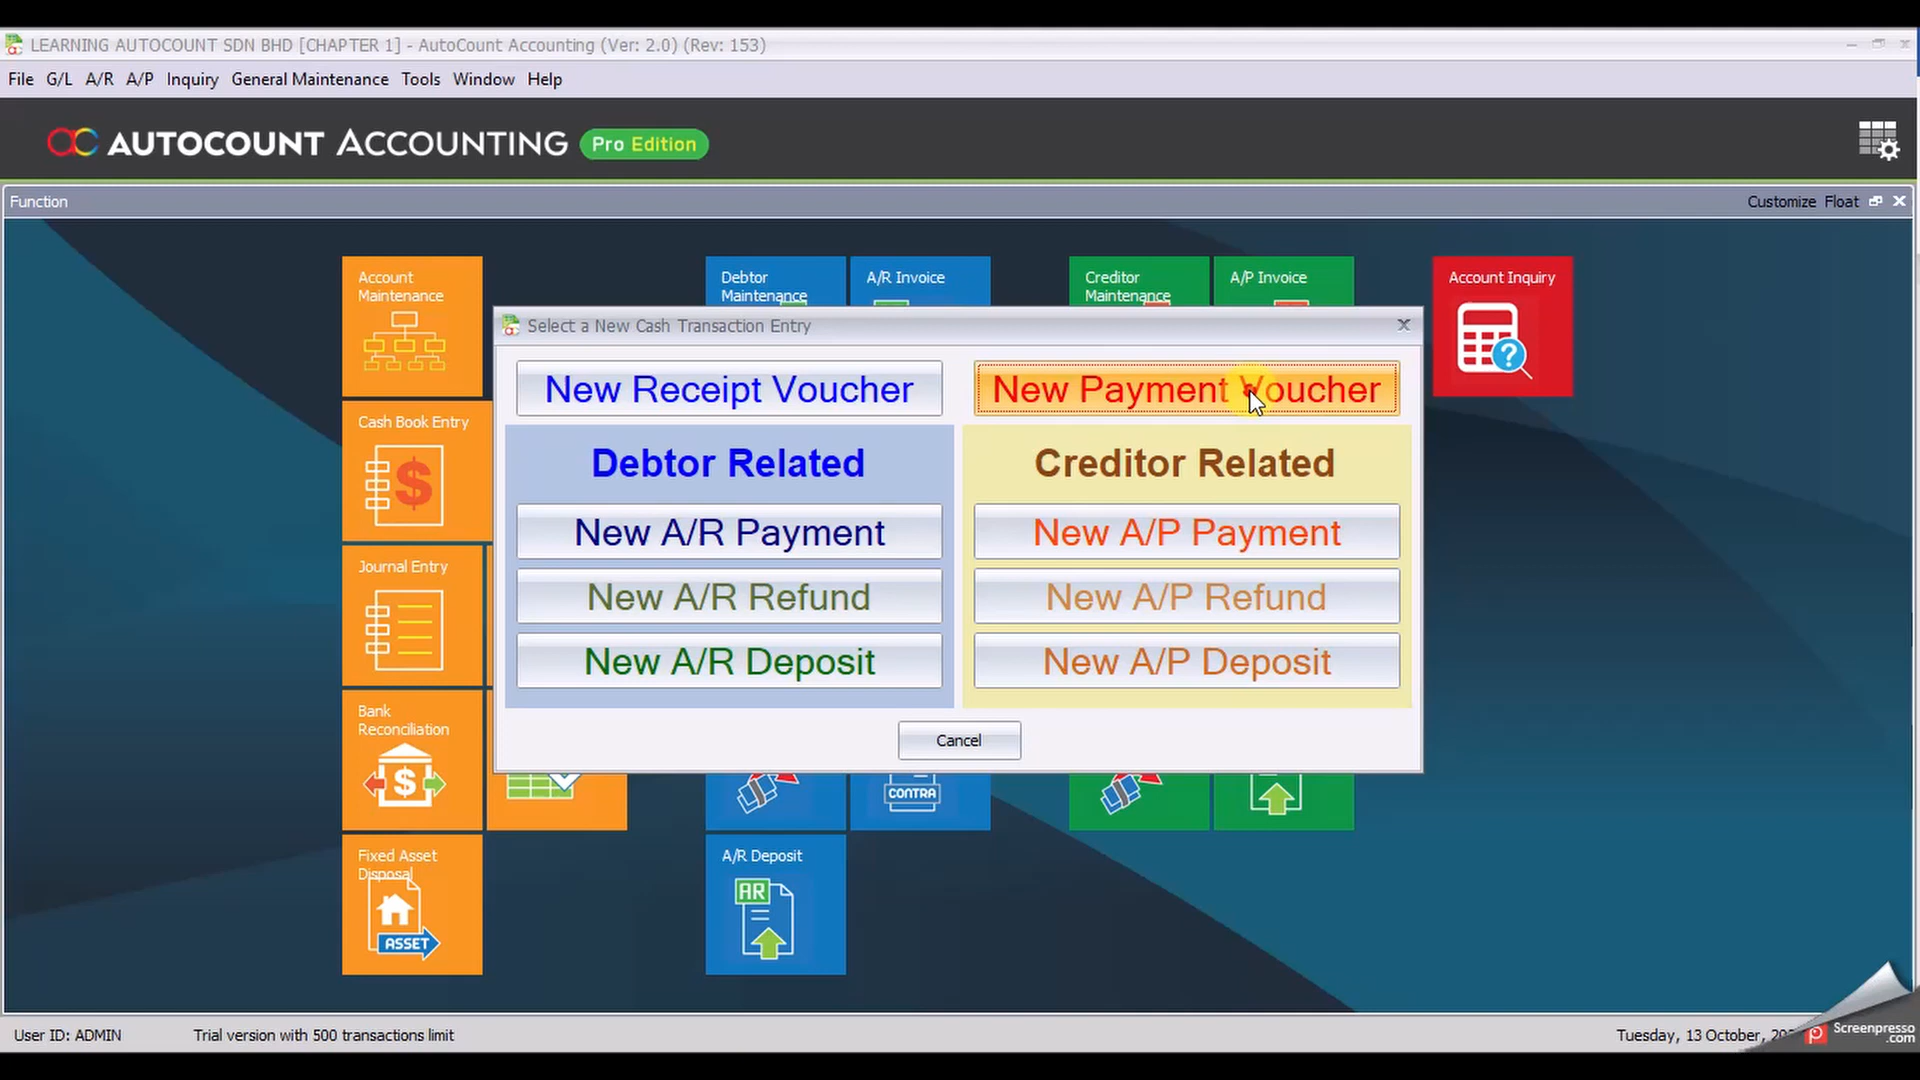 LEARNING AUTOCOUNT SDN BHD [CHAPTER 1] - AutoCount Accounting (Ver: 2.0) (Rev: 153)
File G/L A/R A/P Inquiry General Maintenance Tools Window Help
AUTOCOUNT ACCOUNTING Pro Edition
Function
Customize Float
Account
Maintenance
Debtor
Maintenance
A/R Invoice
Creditor
Maintenance
A/P Invoice
Account Inquiry
Select a New Cash Transaction Entry
New Receipt Voucher
New Payment Voucher
Debtor Related
Creditor Related
New A/R Payment
New A/P Payment
New A/R Refund
New A/P Refund
New A/R Deposit
New A/P Deposit
Cancel
Cash Book Entry
Journal Entry
Bank
Reconciliation
CONTRA
Fixed Asset
Disposal
ASSET
A/R Deposit
AR
User ID: ADMIN
Trial version with 500 transactions limit
Tuesday, 13 October,
Screenpresso
.com